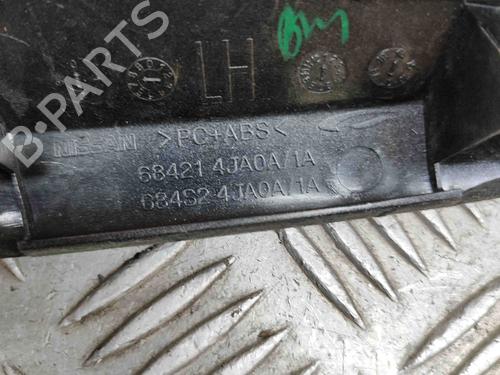 LH
NISSAN >PC+ABS<
68421 4JA0A/1A
684S2 4JA0A/1A
B-PARTS